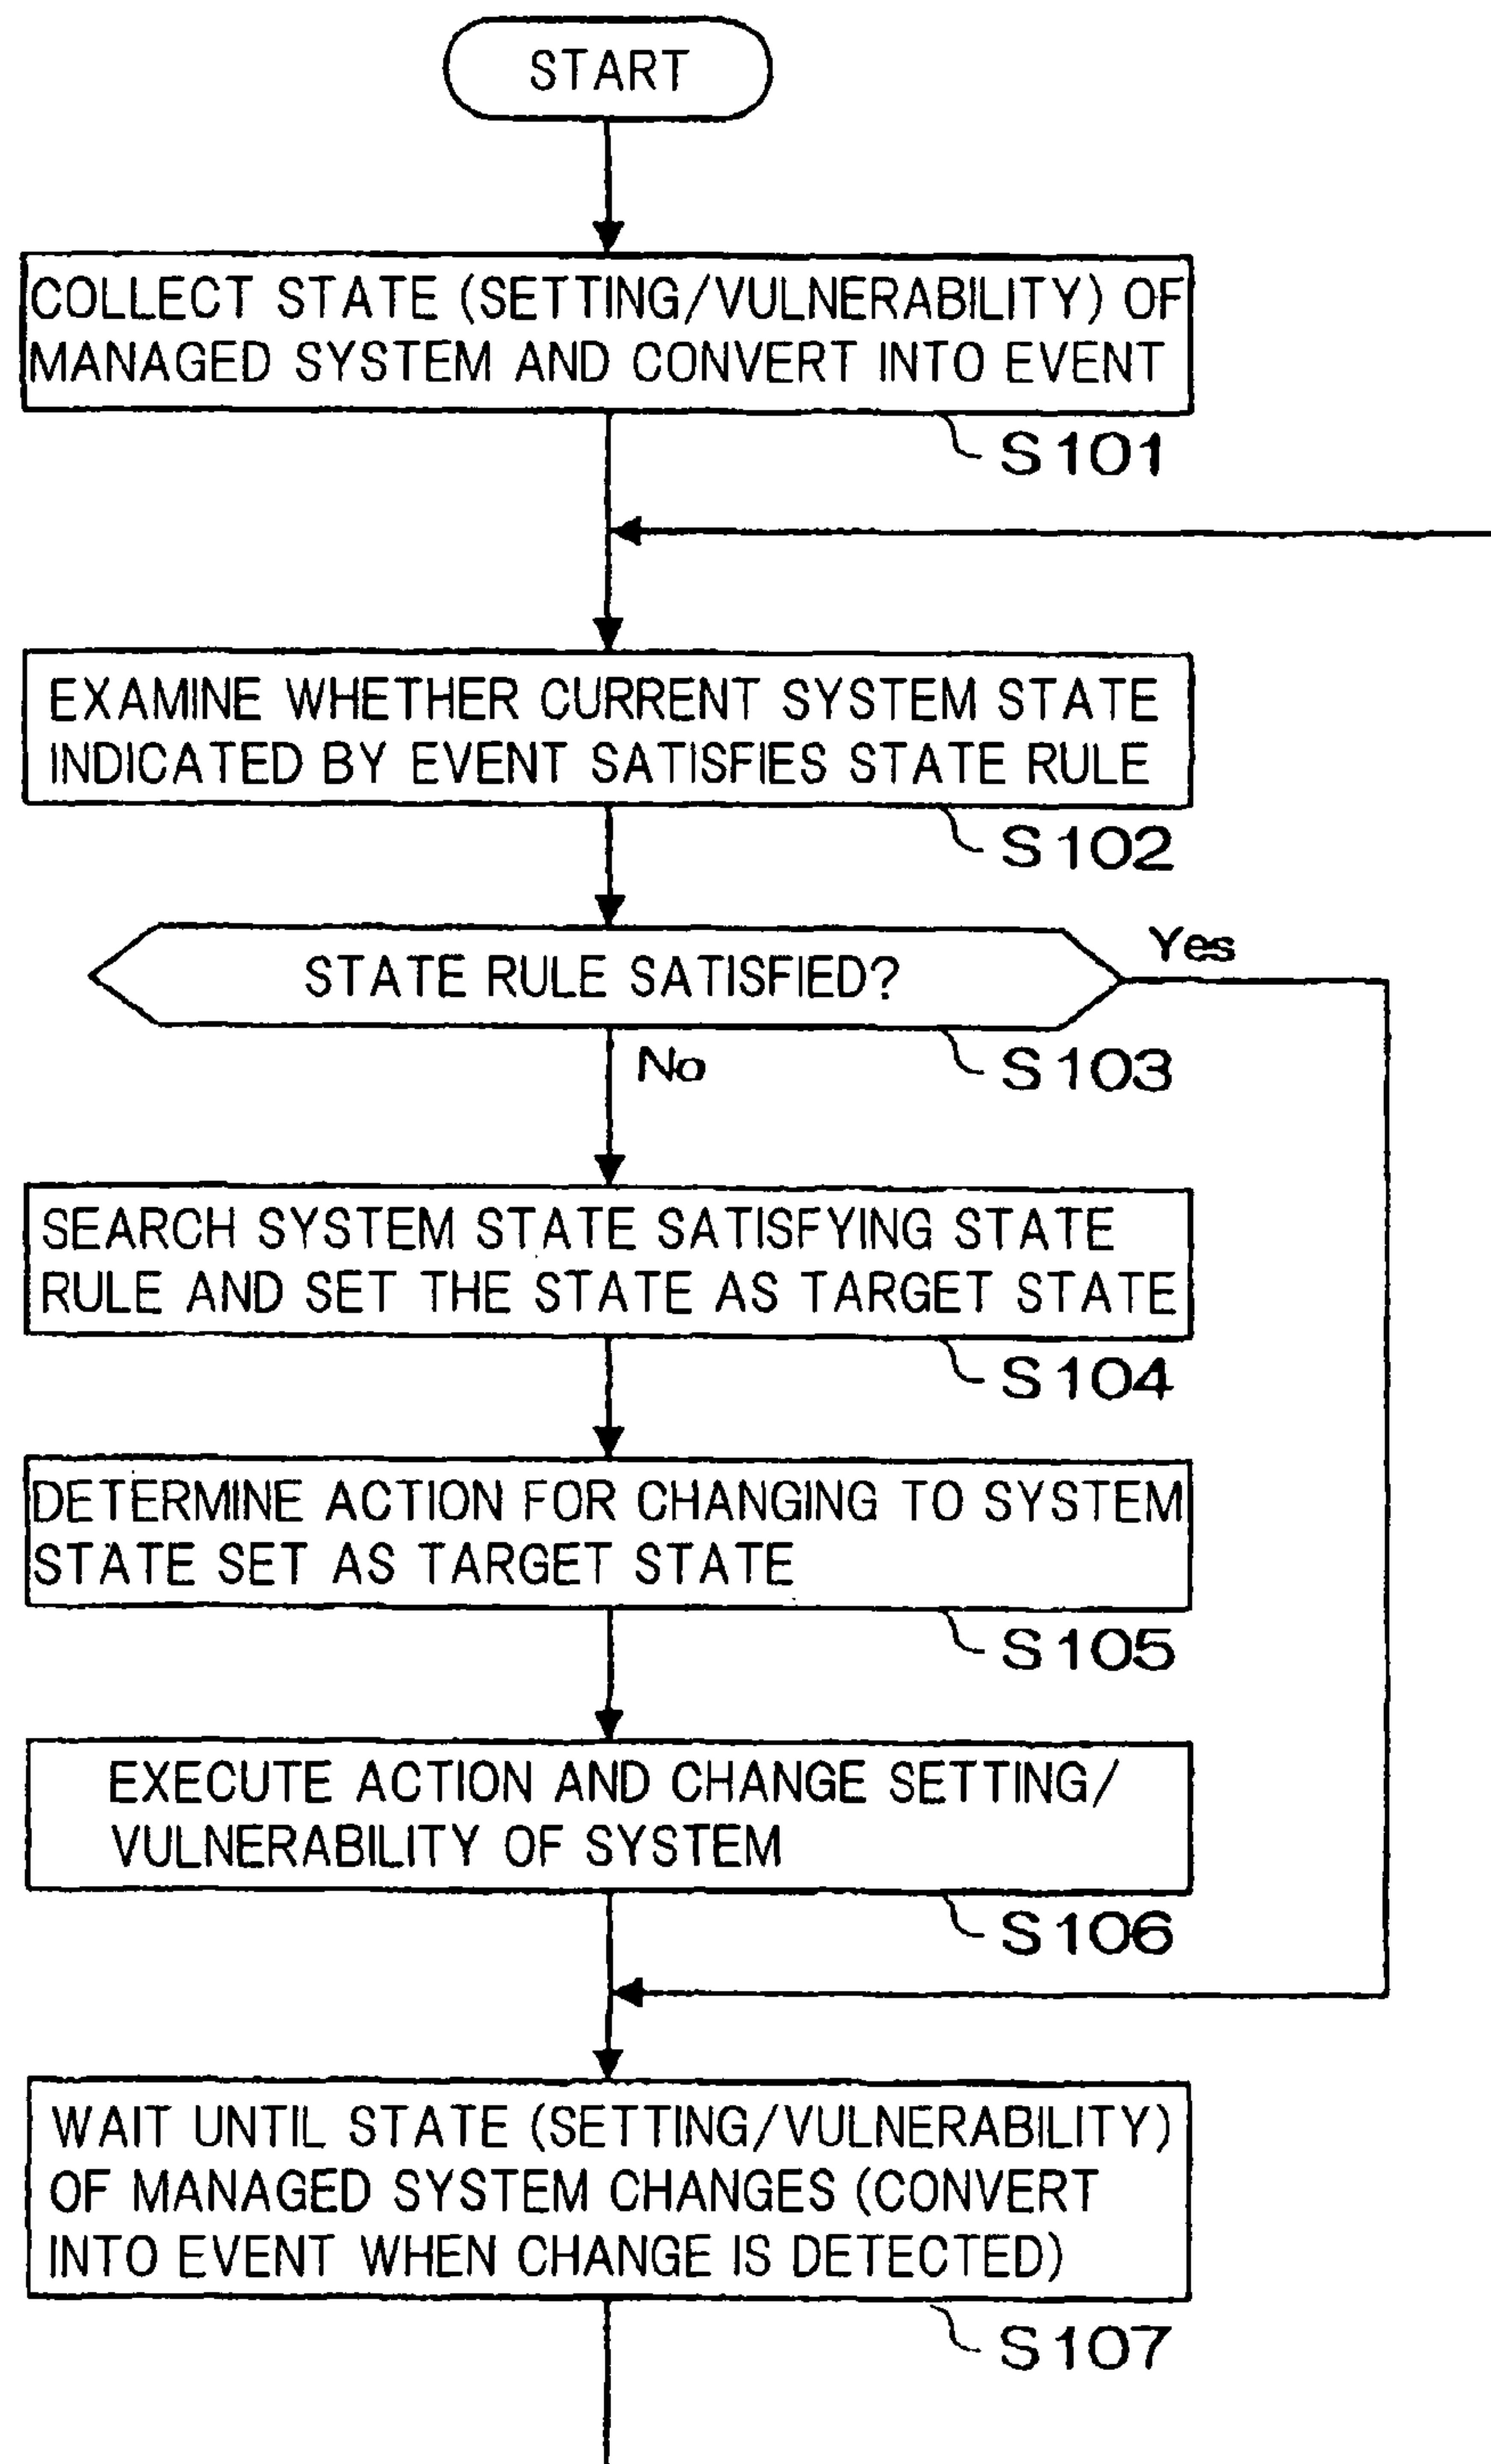 START
COLLECT STATE (SETTING/VULNERABILITY) OF
MANAGED SYSTEM AND CONVERT INTO EVENT
S101
EXAMINE WHETHER CURRENT SYSTEM STATE
INDICATED BY EVENT SATISFIES STATE RULE
S102
STATE RULE SATISFIED?
Yes
No
S103
SEARCH SYSTEM STATE SATISFYING STATE
RULE AND SET THE STATE AS TARGET STATE
S104
DETERMINE ACTION FOR CHANGING TO SYSTEM
STATE SET AS TARGET STATE
S105
EXECUTE ACTION AND CHANGE SETTING/
VULNERABILITY OF SYSTEM
S106
WAIT UNTIL STATE (SETTING/VULNERABILITY)
OF MANAGED SYSTEM CHANGES (CONVERT
INTO EVENT WHEN CHANGE IS DETECTED)
S107